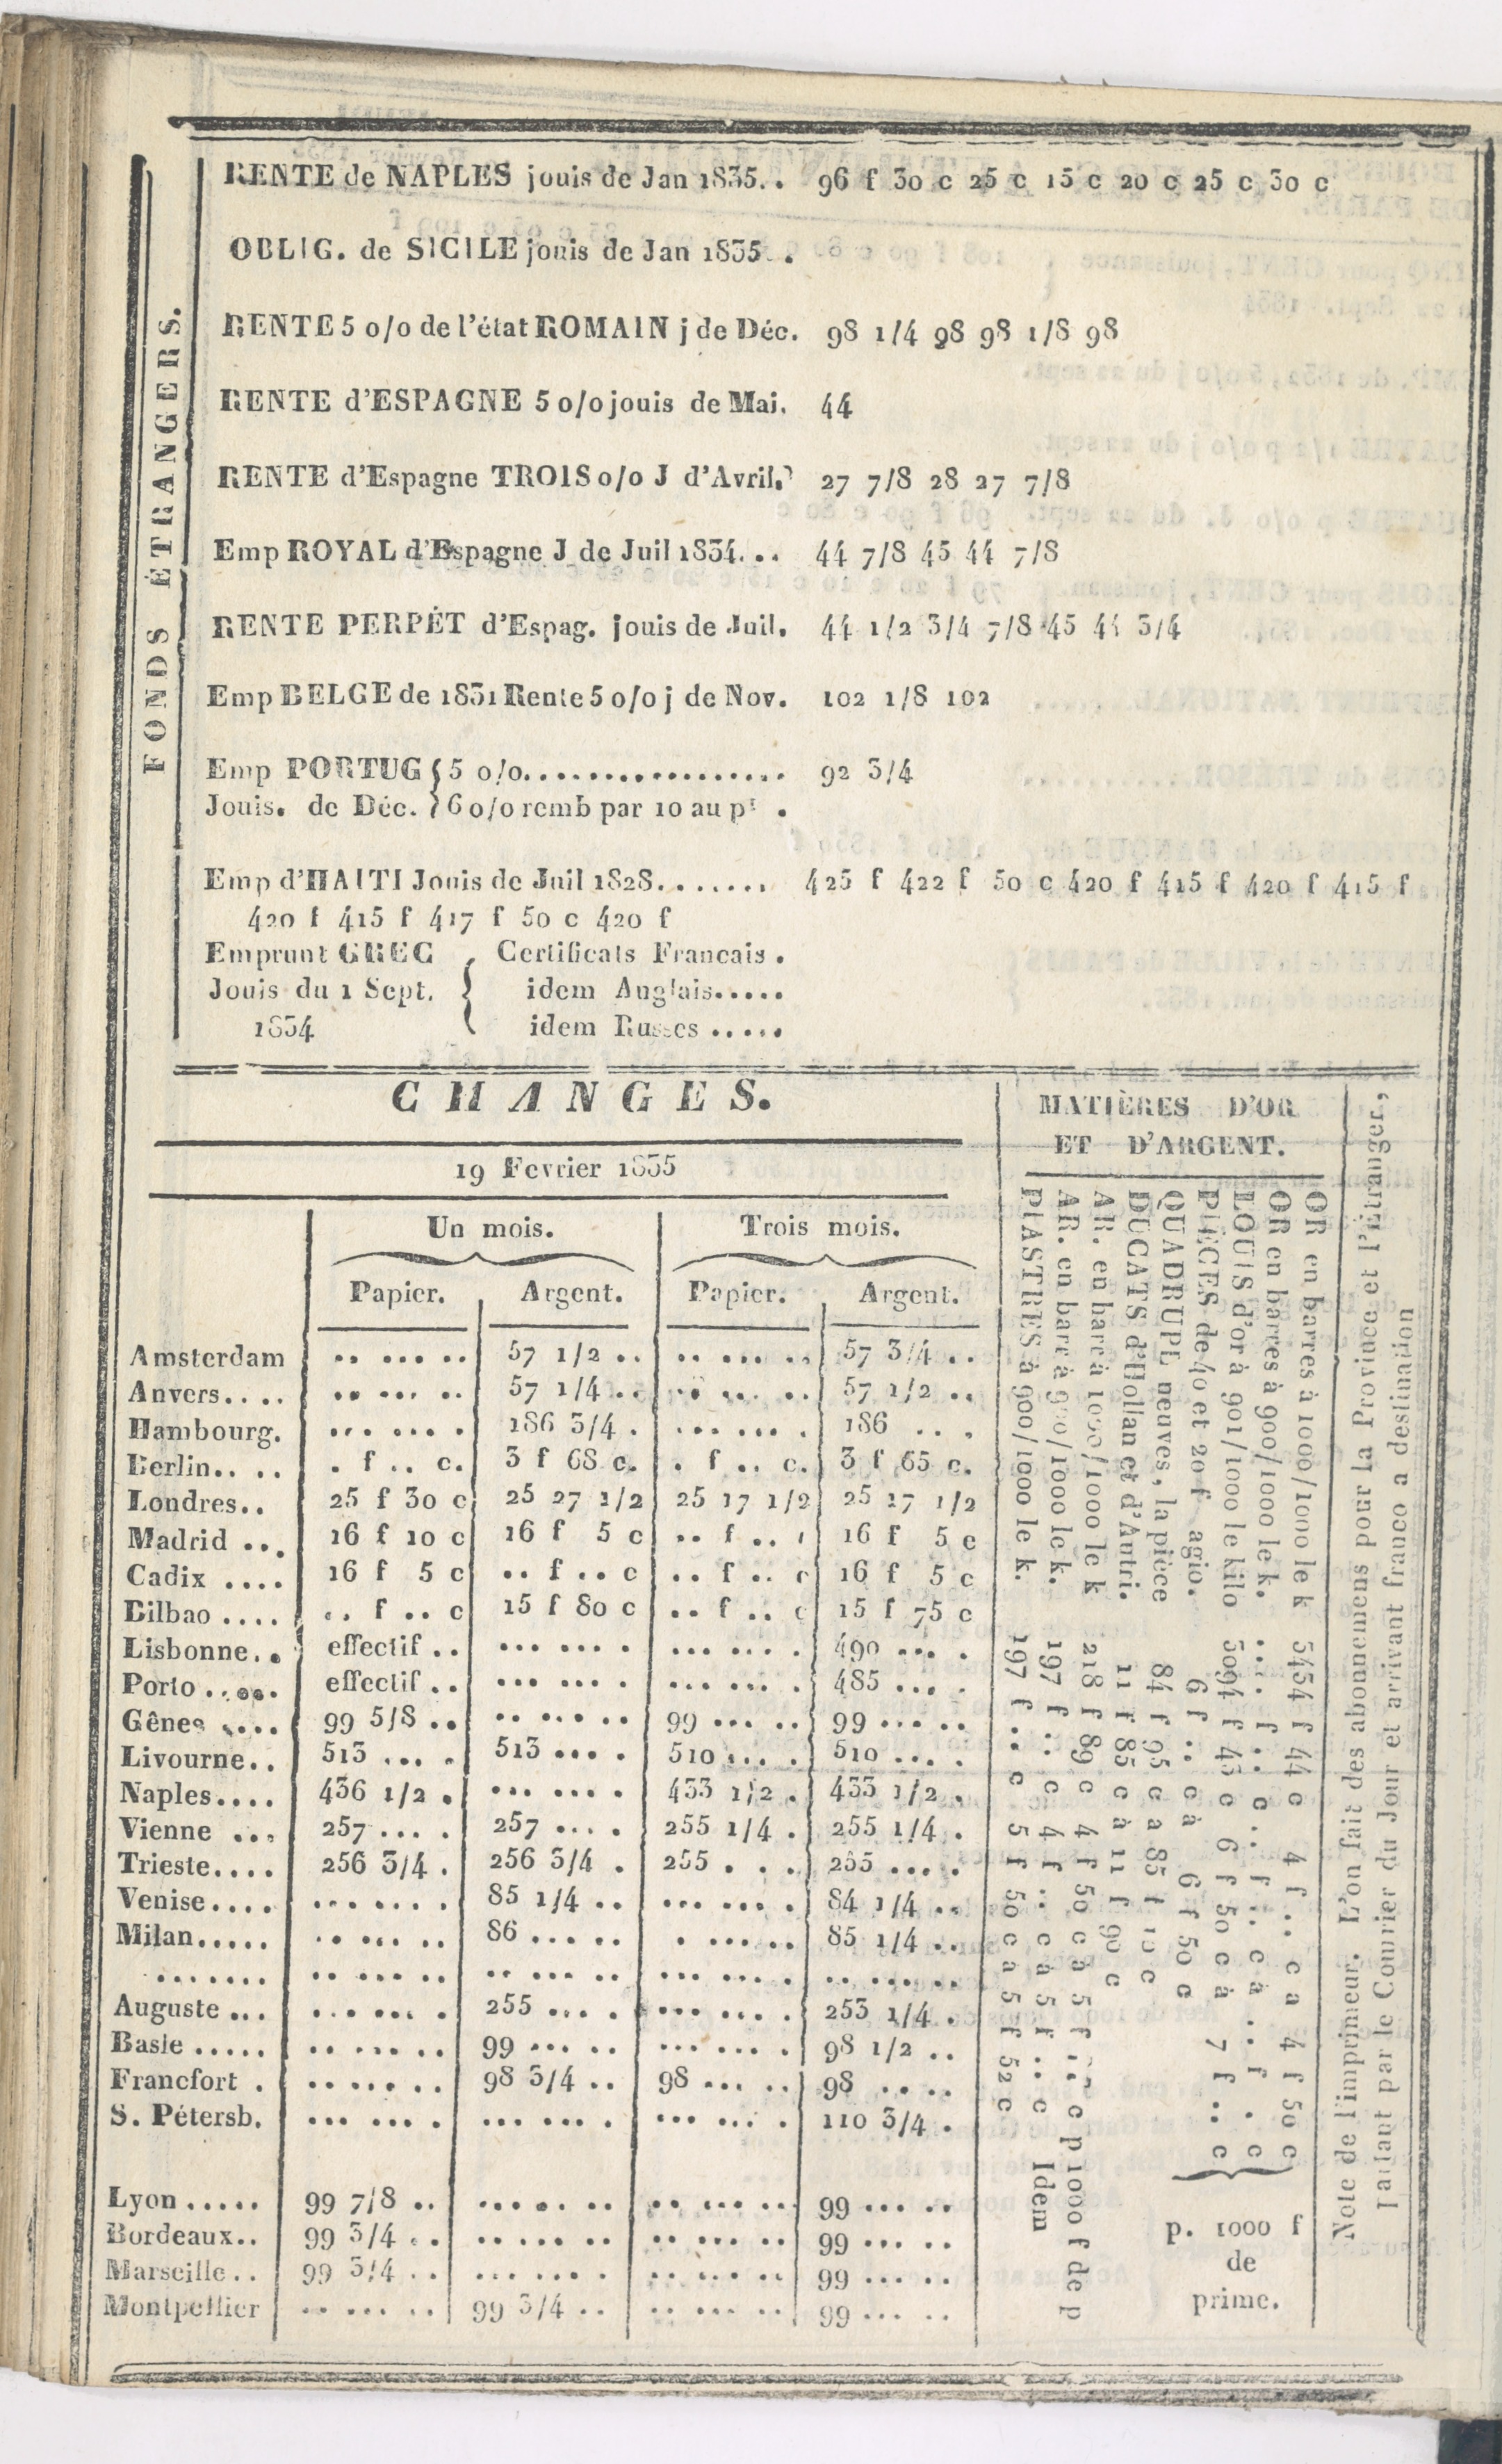 FONDS ÉTRANGERS.
RENTE de NAPLES jouis de Jan 1835. . 96 f 30 c 25 c 15 c 20 c 25 c 30 c
OBLIG. de SICILE jouis de Jan 1835. .
RENTE 5 o/o de l'état ROMAIN j de Déc. 98 1/4 98 98 1/8 98
RENTE d'ESPAGNE 5 o/o jouis de Mai. 44
RENTE d'Espagne TROIS o/o J d'Avril. 27 7/8 28 27 7/8
Emp ROYAL d'Espagne J de Juil 1834. . . 44 7/8 45 44 7/8
RENTE PERPÉT d'Espag. jouis de Juil. 44 1/2 3/4 7/8 45 44 3/4
Emp BELGE de 1831 Rente 5 o/o j de Nov. 102 1/8 102
Emp PORTUG { 5 o/o................. 92 3/4
Jouis. de Déc. } 6 o/o remb par 10 au pr .
Emp d'HAITI Jouis de Juil 1828. . . . . . . 425 f 422 f 50 c 420 f 415 f 420 f 415 f
420 f 415 f 417 f 50 c 420 f
Emprunt GREC { Certificats Francais .
Jouis du 1 Sept. idem Anglais.....
1834 idem Russes .....
CHANGES.
19 Fevrier 1835
Un mois. Trois mois.
Papier. Argent. Papier. Argent.
Amsterdam .. ... .. 57 1/2 .. .. ... .. 57 3/4 ..
Anvers.... .. ... .. 57 1/4 .. .. ... .. 57 1/2 ..
Hambourg. ... ... . 186 3/4 . ... ... . 186 ... .
Berlin.. .. . f .. c. 3 f 68 c. . f .. c. 3 f 65 c.
Londres.. 25 f 30 c 25 27 1/2 25 17 1/2 25 17 1/2
Madrid ... 16 f 10 c 16 f 5 c .. f .. 16 f 5 c
Cadix .... 16 f 5 c .. f .. c .. f .. c 16 f 5 c
Bilbao .... .. f .. c 15 f 80 c .. f .. c 15 f 75 c
Lisbonne.. effectif .. ... ... . ... ... . 490 ... .
Porto ..... effectif .. ... ... . ... ... . 485 ... .
Gênes .... 99 5/8 .. .. ... .. 99 ... .. 99 ... ..
Livourne.. 513 ... . 513 ... . 510 ... . 510 ... .
Naples.... 436 1/2 . ... ... . 433 1/2 . 433 1/2 .
Vienne ... 257 ... . 257 ... . 255 1/4 . 255 1/4 .
Trieste.... 256 3/4 . 256 3/4 . 255 . . . 255 ... .
Venise.... ... ... . 85 1/4 .. ... ... . 84 1/4 ..
Milan..... .. ... .. 86 ... .. . ... .. 85 1/4 ..
....... .. ... .. .. ... .. ... ... . .. ... ..
Auguste ... ... ... . 255 ... . ... ... . 253 1/4 .
Basle ..... .. ... .. 99 ... .. ... ... . 98 1/2 ..
Francfort . .. ... .. 98 3/4 .. 98 ... .. 98 .. ..
S. Pétersb. ... ... . ... ... . ... ... . 110 3/4 .
Lyon ..... 99 7/8 .. ... .. .. .. ... .. 99 ... ..
Bordeaux.. 99 3/4 .. .. ... .. .. ... .. 99 ... ..
Marseille.. 99 3/4 .. ... ... . .. ... .. 99 ... ..
Montpellier .. ... .. 99 3/4 .. .. ... .. 99 ... ..
MATIÈRES D'OR
ET D'ARGENT.
OR en barres à 1000/1000 le k 5454 f 44 c 4 f .. c a 4 f 50 c
OR en barres à 900/1000 le k. ... f .. c .. f .. c à .. f . c
LOUIS d'or à 901/1000 le kilo 5094 f 43 c 6 f 50 c à 7 f .. c
PIÈCES de 40 et 20 f agio. 6 f .. c à 6 f 50 c
QUADRUPL neuves, la pièce 84 f 95 c a 85 f 10 c
DUCATS d'Hollan et d'Autri. 11 f 85 c à 11 f 90 c
AR. en barr à 1000/1000 le k 218 f 89 c 4 f 50 c à 5 f .. c p 1000 f de p
AR. en barr à 900/1000 le k. 197 f .. c 4 f .. c à 5 f .. c Idem
PIASTRES à 900/1000 le k. 197 f .. c 5 f 50 c a 5 f 52 c
p. 1000 f
de
prime.
Note de l'imprimeur. L'on fait des abonnemens pour la Province et l'Étranger,
Partant par le Courrier du Jour et arrivant franco a destination